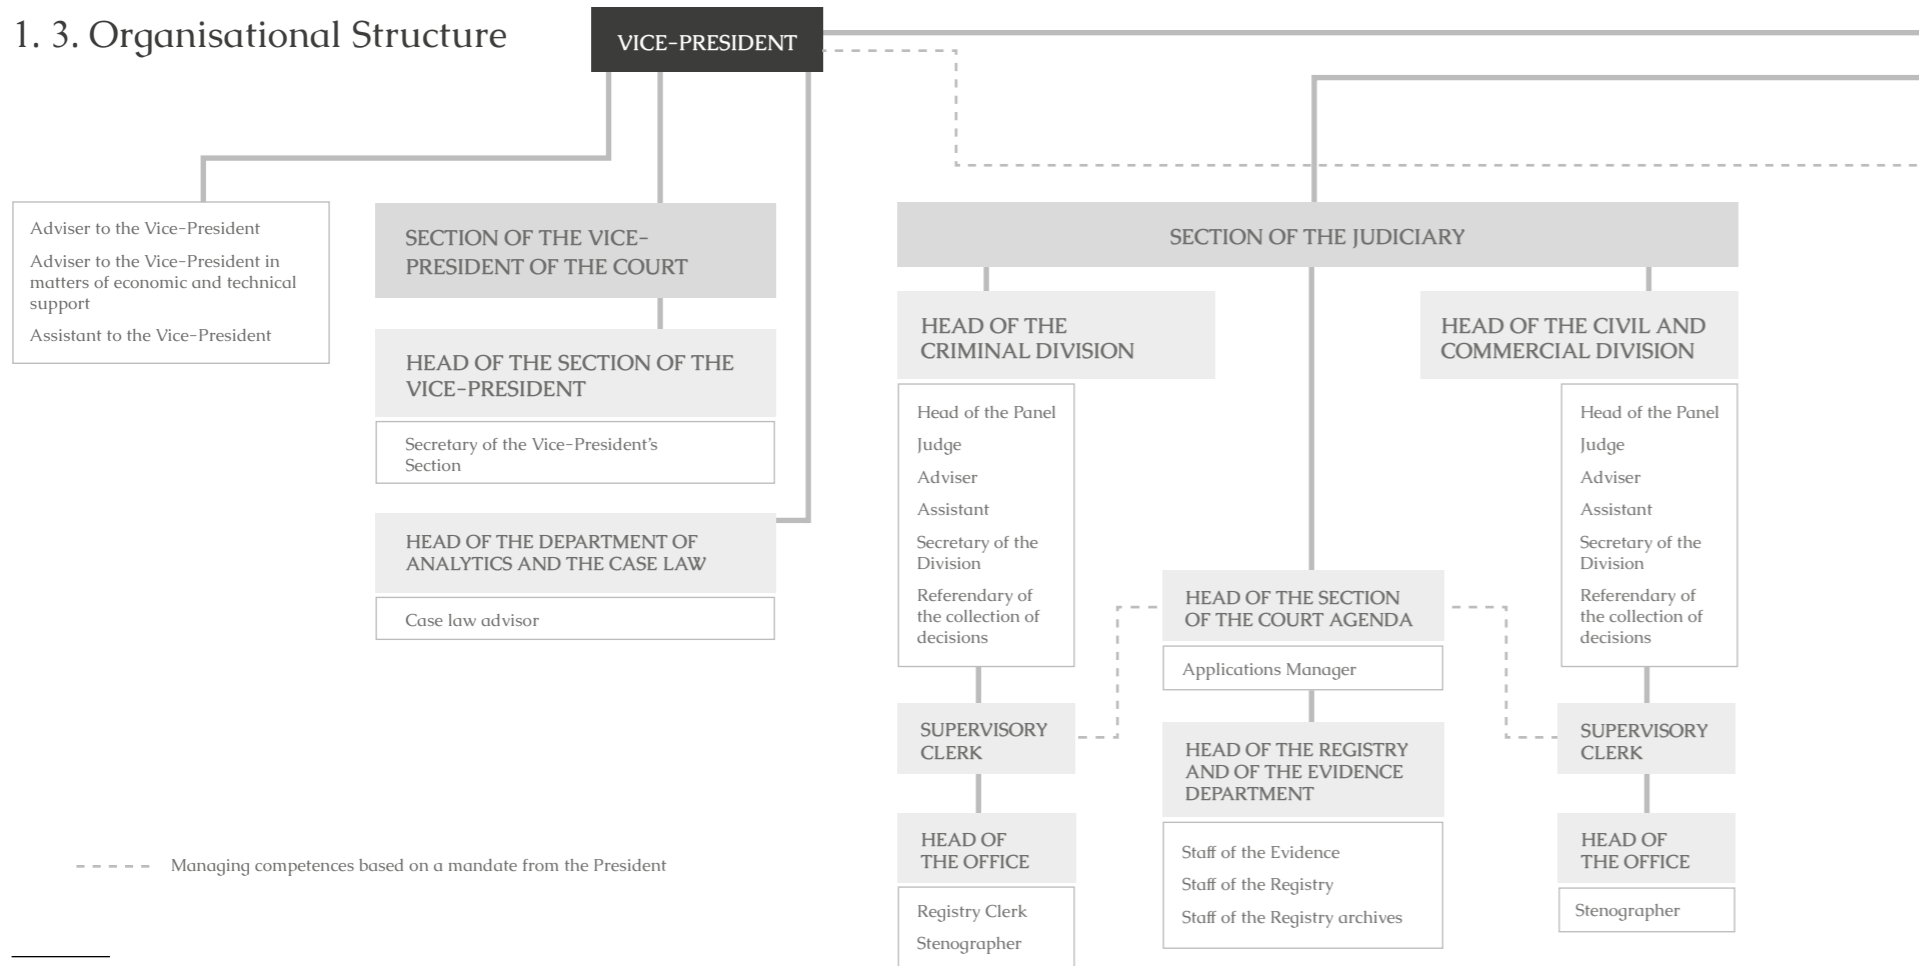 1. 3. Organisational Structure
VICE-PRESIDENT
Adviser to the Vice-President
Adviser to the Vice-President in
matters of economic and technical
support
Assistant to the Vice-President
SECTION OF THE VICE-
PRESIDENT OF THE COURT
HEAD OF THE SECTION OF THE
VICE-PRESIDENT
Secretary of the Vice-President's
Section
HEAD OF THE DEPARTMENT OF
ANALYTICS AND THE CASE LAW
Case law advisor
SECTION OF THE JUDICIARY
HEAD OF THE
CRIMINAL DIVISION
Head of the Panel
Judge
Adviser
Assistant
Secretary of the
Division
Referendary of
the collection of
decisions
SUPERVISORY
CLERK
HEAD OF
THE OFFICE
Registry Clerk
Stenographer
HEAD OF THE SECTION
OF THE COURT AGENDA
Applications Manager
HEAD OF THE REGISTRY
AND OF THE EVIDENCE
DEPARTMENT
Staff of the Evidence
Staff of the Registry
Staff of the Registry archives
HEAD OF THE CIVIL AND
COMMERCIAL DIVISION
Head of the Panel
Judge
Adviser
Assistant
Secretary of the
Division
Referendary of
the collection of
decisions
SUPERVISORY
CLERK
HEAD OF
THE OFFICE
Stenographer
Managing competences based on a mandate from the President